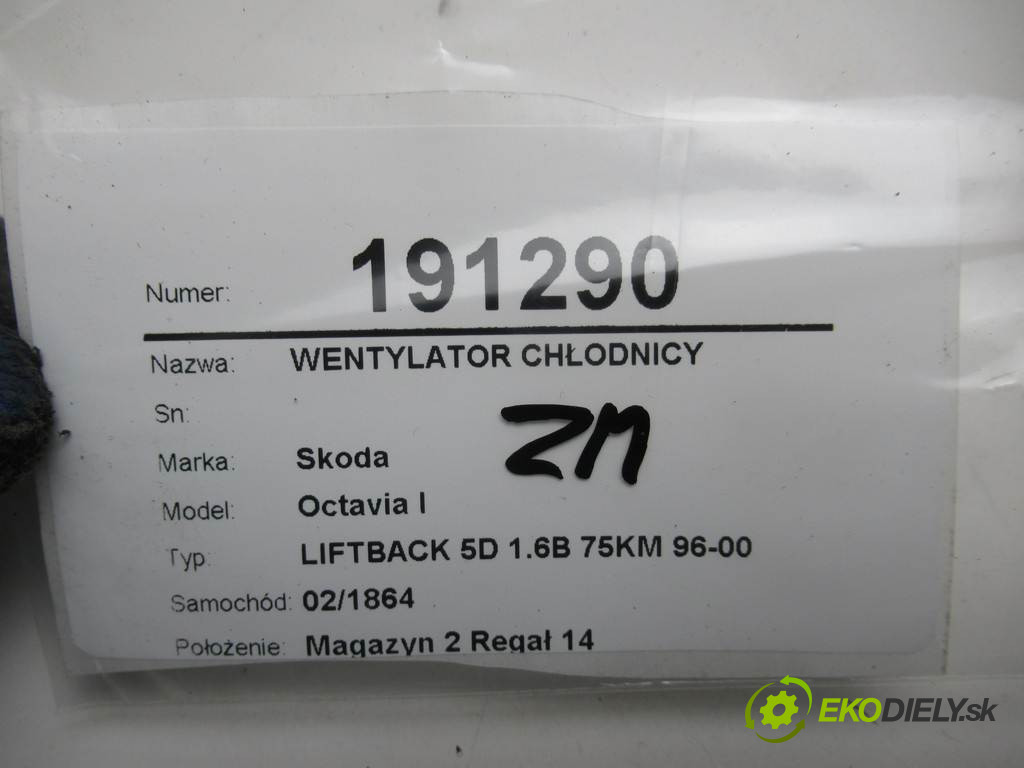 Numer: 191290
Nazwa: WENTYLATOR CHŁODNICY
Sn:
ZM
Marka: Skoda
Model: Octavia I
Typ: LIFTBACK 5D 1.6B 75KM 96-00
Samochód: 02/1864
Położenie: Magazyn 2 Regał 14
EKODIELY.sk